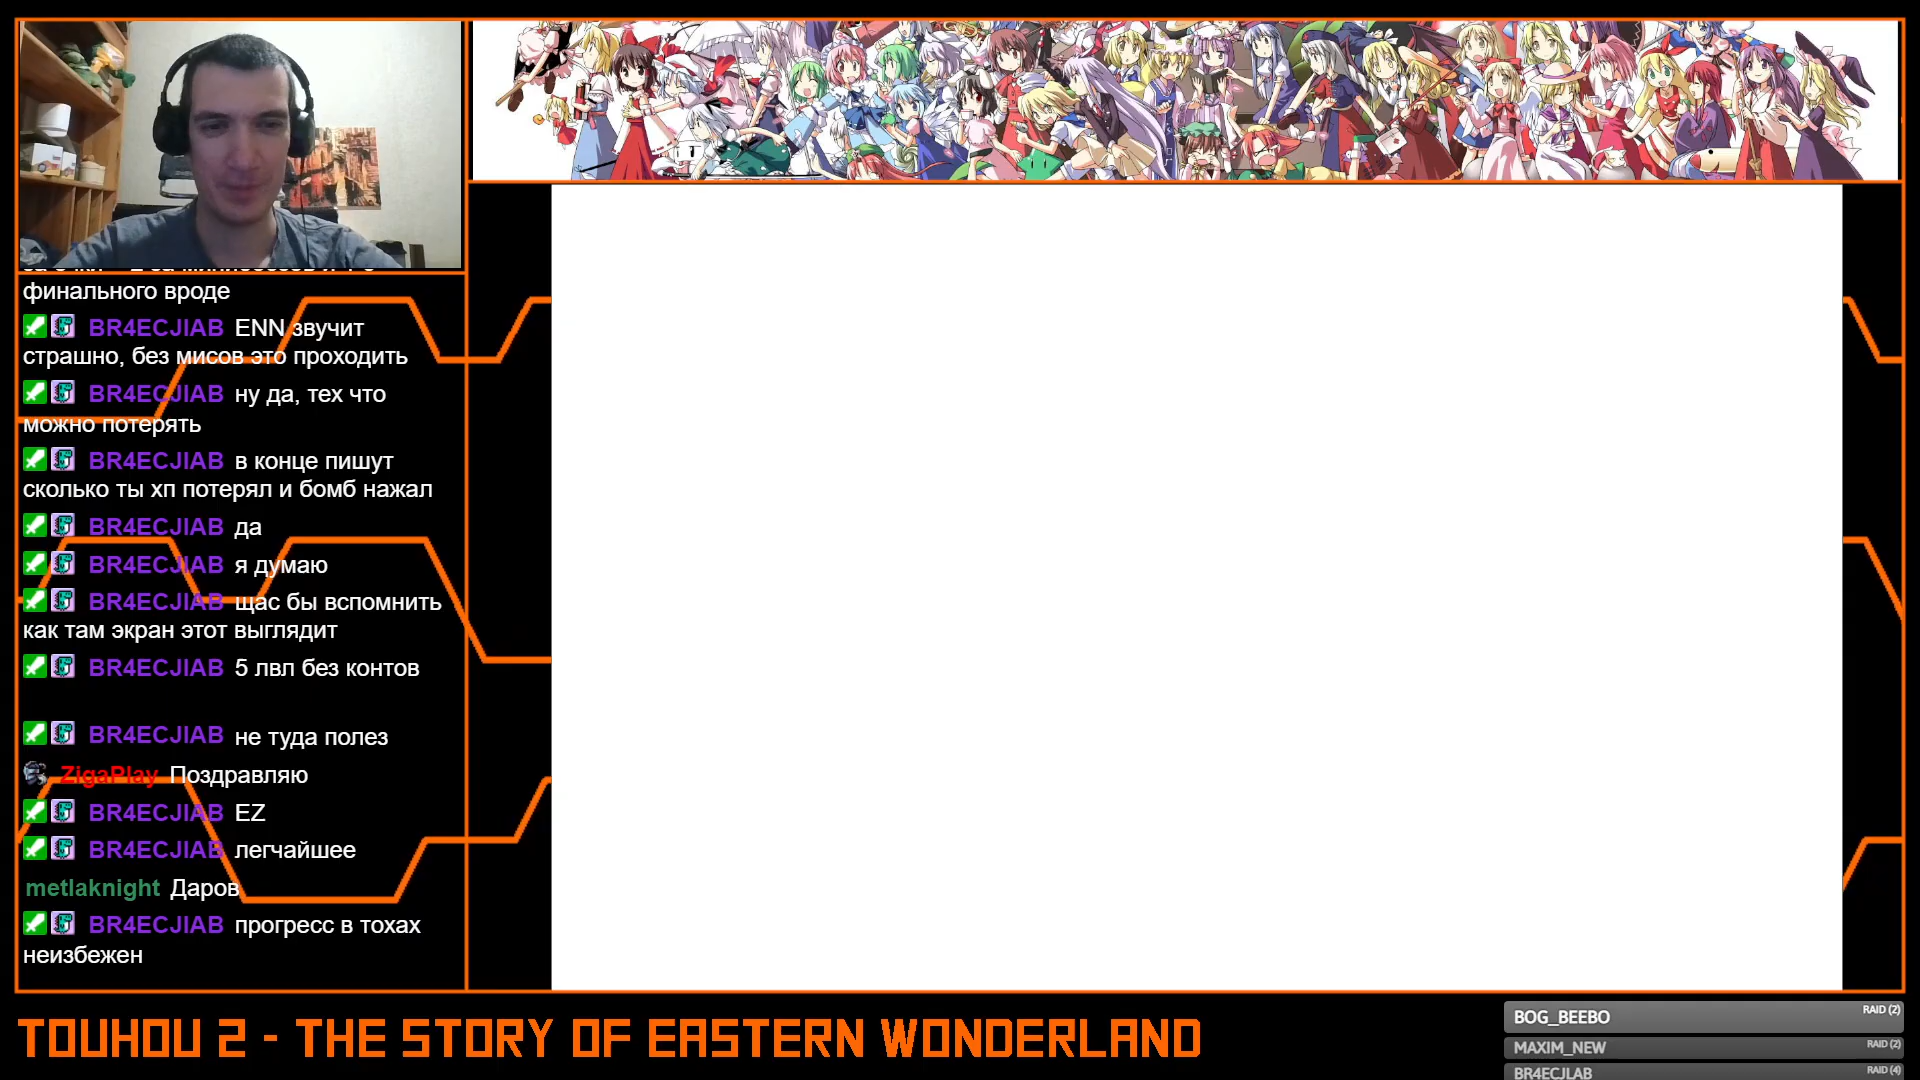 финального вроде
BR4ECJIAB ENN звучит
страшно, без мисов это проходить
BR4ECJIAB ну да, тех что
можно потерять
BR4ECJIAB в конце пишут
сколько ты хп потерял и бомб нажал
BR4ECJIAB да
BR4ECJIAB я думаю
BR4ECJIAB щас бы вспомнить
как там экран этот выглядит
BR4ECJIAB 5 лвл без контов
BR4ECJIAB не туда полез
ZigaPlay Поздравляю
BR4ECJIAB EZ
BR4ECJIAB легчайшее
metlaknight Даров
BR4ECJIAB прогресс в тохах
неизбежен
TOUHOU 2 - THE STORY OF EASTERN WONDERLAND
BOG_BEEBO RAID (2)
MAXIM_NEW RAID (2)
BR4ECJLAB RAID (4)